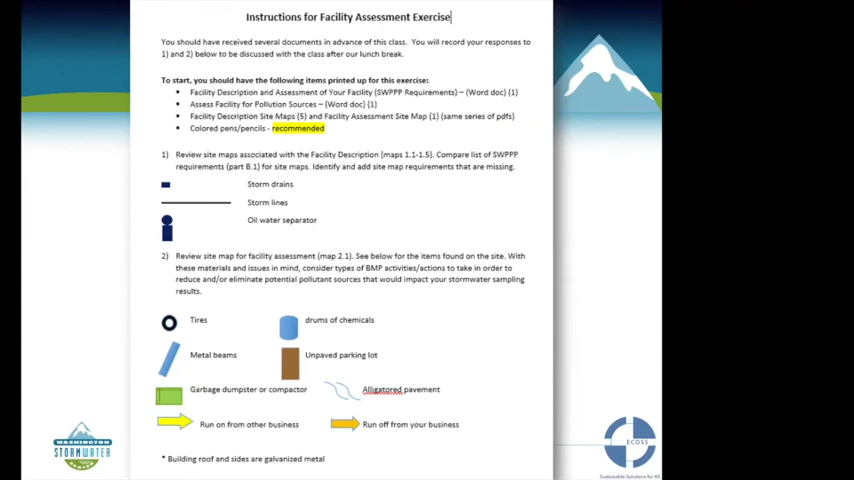 Instructions for Facility Assessment Exercise
You should have received several documents in advance of this class. You will record your responses to
1) and 2) below to be discussed with the class after our lunch break.
To start, you should have the following items printed up for this exercise:
Facility Description and Assessment of Your Facility (SWPPP Requirements) – (Word doc) (1)
Assess Facility for Pollution Sources – (Word doc) (1)
Facility Description Site Maps (5) and Facility Assessment Site Map (1) (same series of pdfs)
Colored pens/pencils - recommended
1) Review site maps associated with the Facility Description (maps 1.1-1.5). Compare list of SWPPP
requirements (part B.1) for site maps. Identify and add site map requirements that are missing.
Storm drains
Storm lines
Oil water separator
2) Review site map for facility assessment (map 2.1). See below for the items found on the site. With
these materials and issues in mind, consider types of BMP activities/actions to take in order to
reduce and/or eliminate potential pollutant sources that would impact your stormwater sampling
results.
Tires drums of chemicals
Metal beams Unpaved parking lot
Garbage dumpster or compactor Alligatored pavement
Run on from other business Run off from your business
* Building roof and sides are galvanized metal
WASHINGTON
STORMWATER
CENTER
ECOSS
Sustainable Solutions for All